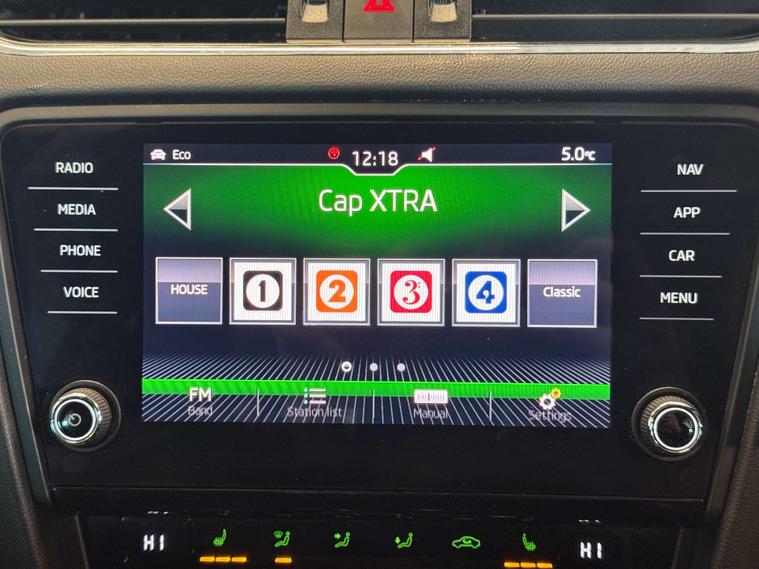 Eco 12:18 5.0°C
Cap XTRA
RADIO
MEDIA
PHONE
VOICE
NAV
APP
CAR
MENU
HOUSE 1 2 3 4 Classic
FM
Band Station list Manual Settings
HI HI